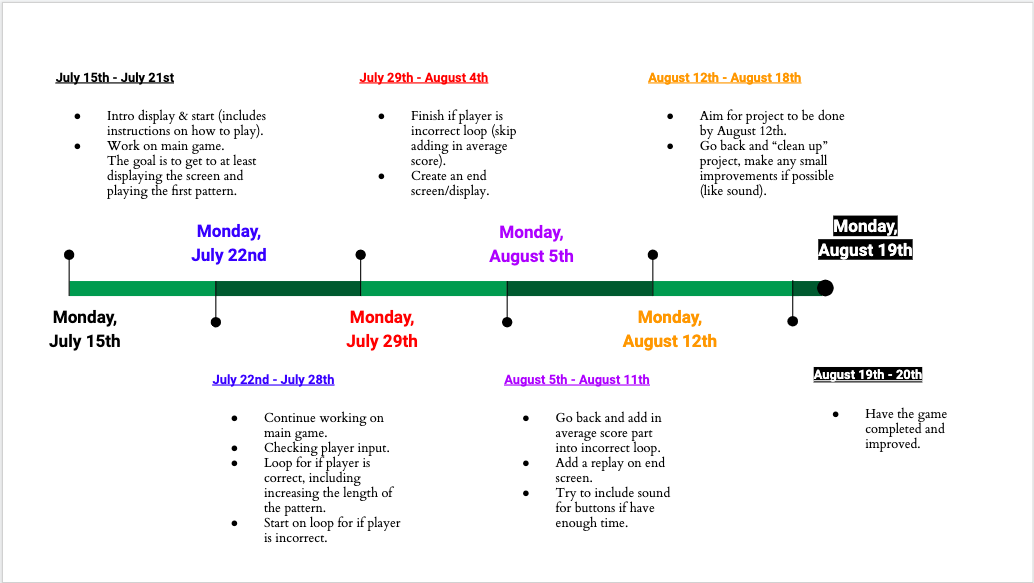 July 15th - July 21st
● Intro display & start (includes
instructions on how to play).
● Work on main game.
The goal is to get to at least
displaying the screen and
playing the first pattern.
July 29th - August 4th
● Finish if player is
incorrect loop (skip
adding in average
score).
● Create an end
screen/display.
August 12th - August 18th
● Aim for project to be done
by August 12th.
● Go back and “clean up”
project, make any small
improvements if possible
(like sound).
Monday,
July 22nd
Monday,
August 5th
Monday,
August 19th
Monday,
July 15th
Monday,
July 29th
Monday,
August 12th
July 22nd - July 28th
● Continue working on
main game.
● Checking player input.
● Loop for if player is
correct, including
increasing the length of
the pattern.
● Start on loop for if player
is incorrect.
August 5th - August 11th
● Go back and add in
average score part
into incorrect loop.
● Add a replay on end
screen.
● Try to include sound
for buttons if have
enough time.
August 19th - 20th
● Have the game
completed and
improved.